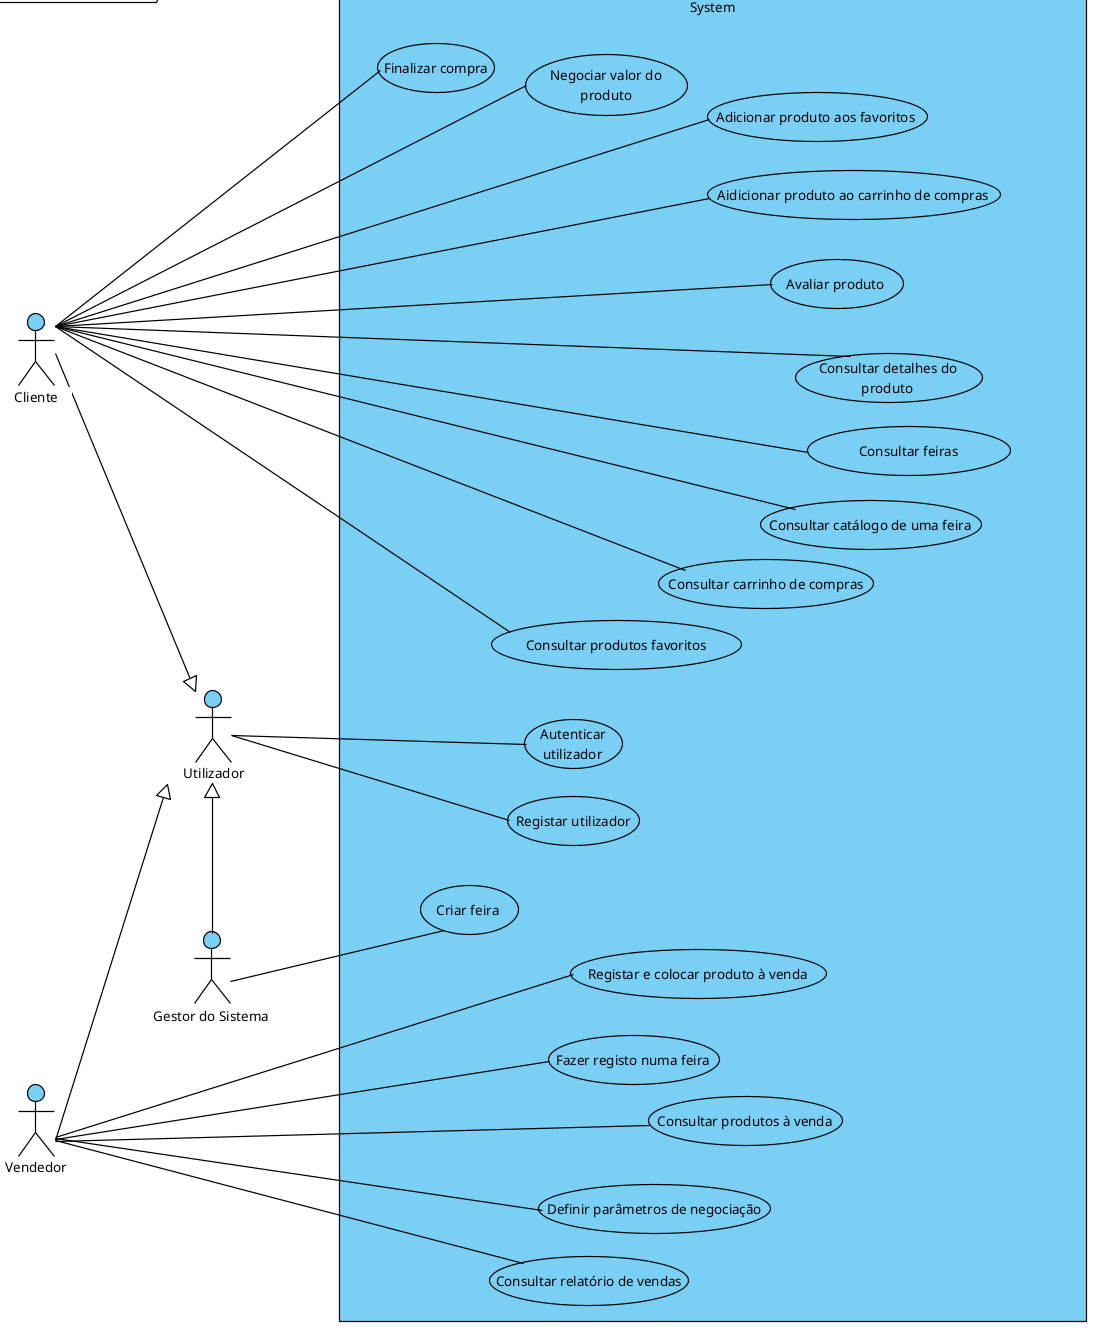 System
Finalizar compra
Negociar valor do
produto
Adicionar produto aos favoritos
Aidicionar produto ao carrinho de compras
Avaliar produto
Consultar detalhes do
produto
Cliente
Consultar feiras
Consultar catálogo de uma feira
Consultar carrinho de compras
Consultar produtos favoritos
Autenticar
utilizador
Utilizador
Registar utilizador
Criar feira
Registar e colocar produto à venda
Gestor do Sistema
Fazer registo numa feira
Consultar produtos à venda
Vendedor
Definir parâmetros de negociação
Consultar relatório de vendas